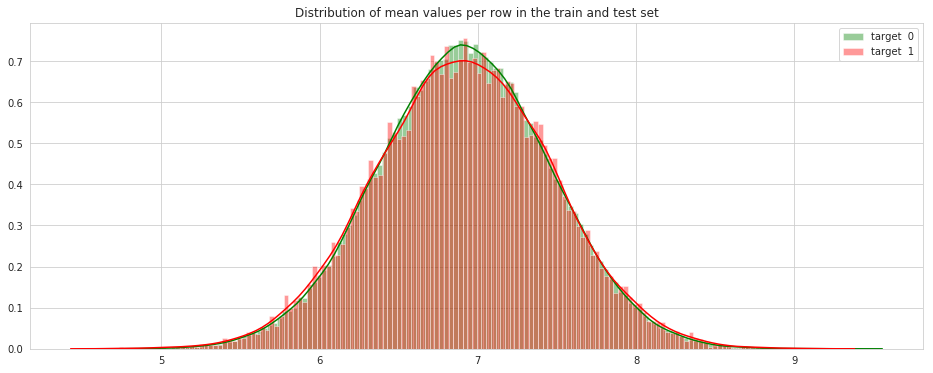 Distribution of mean values per row in the train and test set
target 0
target 1
0.7
0.6
0.5
0.4
0.3
0.2
0.1
0.0
5 6 7 8 9